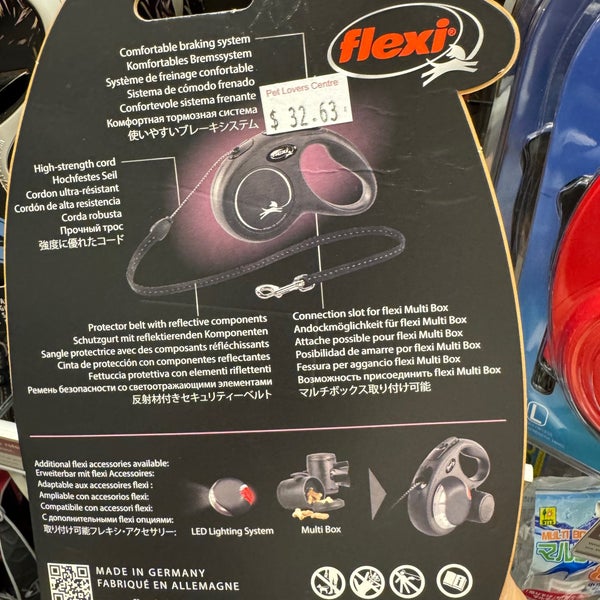 flexi®
Comfortable braking system
Komfortables Bremssystem
Système de freinage confortable
Sistema de cómodo frenado
Confortevole sistema frenante
Комфортная тормозная система
使いやすいブレーキシステム
Pet Lovers Centre
$ 32.63
flexi
High-strength cord
Hochfestes Seil
Cordon ultra-résistant
Cordón de alta resistencia
Corda robusta
Прочный трос
強度に優れたコード
Protector belt with reflective components
Schutzgurt mit reflektierenden Komponenten
Sangle protectrice avec des composants réfléchissants
Cinta de protección con componentes reflectantes
Fettuccia protettiva con elementi riflettenti
Ремень безопасности со светоотражающими элементами
反射材付きセキュリティーベルト
Connection slot for flexi Multi Box
Andockmöglichkeit für flexi Multi Box
Attache possible pour flexi Multi Box
Posibilidad de amarre por flexi Multi Box
Fessura per aggancio flexi Multi Box
Возможность присоединить flexi Multi Box
マルチボックス取り付け可能
Additional flexi accessories available:
Erweiterbar mit flexi Accessoires:
Adaptable aux accessoires flexi :
Ampliable con accesorios flexi:
Compatibile con accessori flexi:
С дополнительными flexi опциями:
取り付け可能フレキシ・アクセサリー:
LED Lighting System
Multi Box
flexi
MADE IN GERMANY
FABRIQUÉ EN ALLEMAGNE
L
MULTI
マル